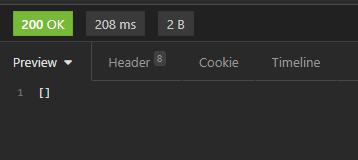 200 OK 208 ms 2 B
Preview Header 8 Cookie Timeline
1 []